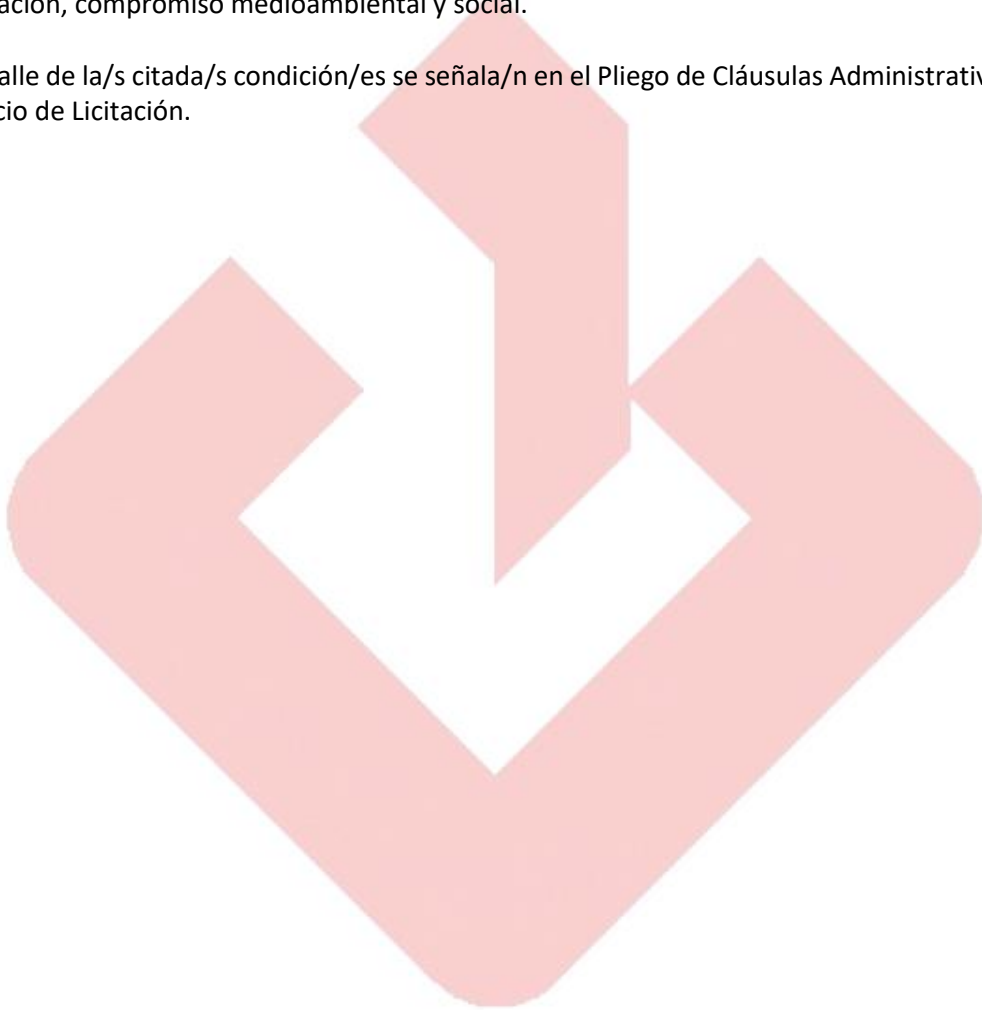 ación, compromiso medioambiental y social.
alle de la/s citada/s condición/es se señala/n en el Pliego de Cláusulas Administrativ
cio de Licitación.